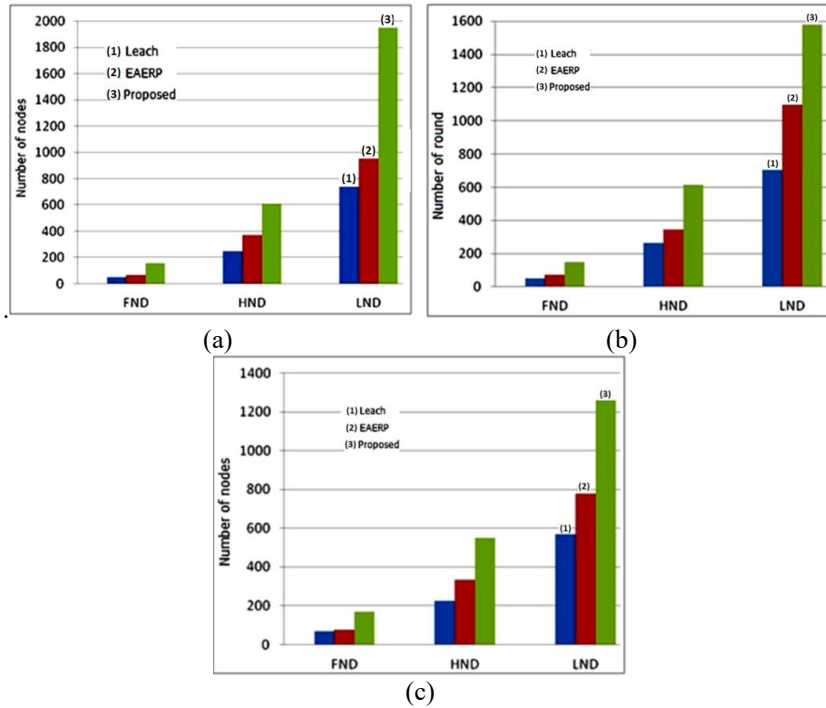 Number of nodes
2000
1800
1600
1400
1200
1000
800
600
400
200
0
(1) Leach
(2) EAERP
(3) Proposed
(1)
(2)
(3)
FND
HND
LND
.
(a)
Number of round
1600
1400
1200
1000
800
600
400
200
0
(1) Leach
(2) EAERP
(3) Proposed
(1)
(2)
(3)
FND
HND
LND
(b)
Number of nodes
1400
1200
1000
800
600
400
200
0
(1) Leach
(2) EAERP
(3) Proposed
(1)
(2)
(3)
FND
HND
LND
(c)